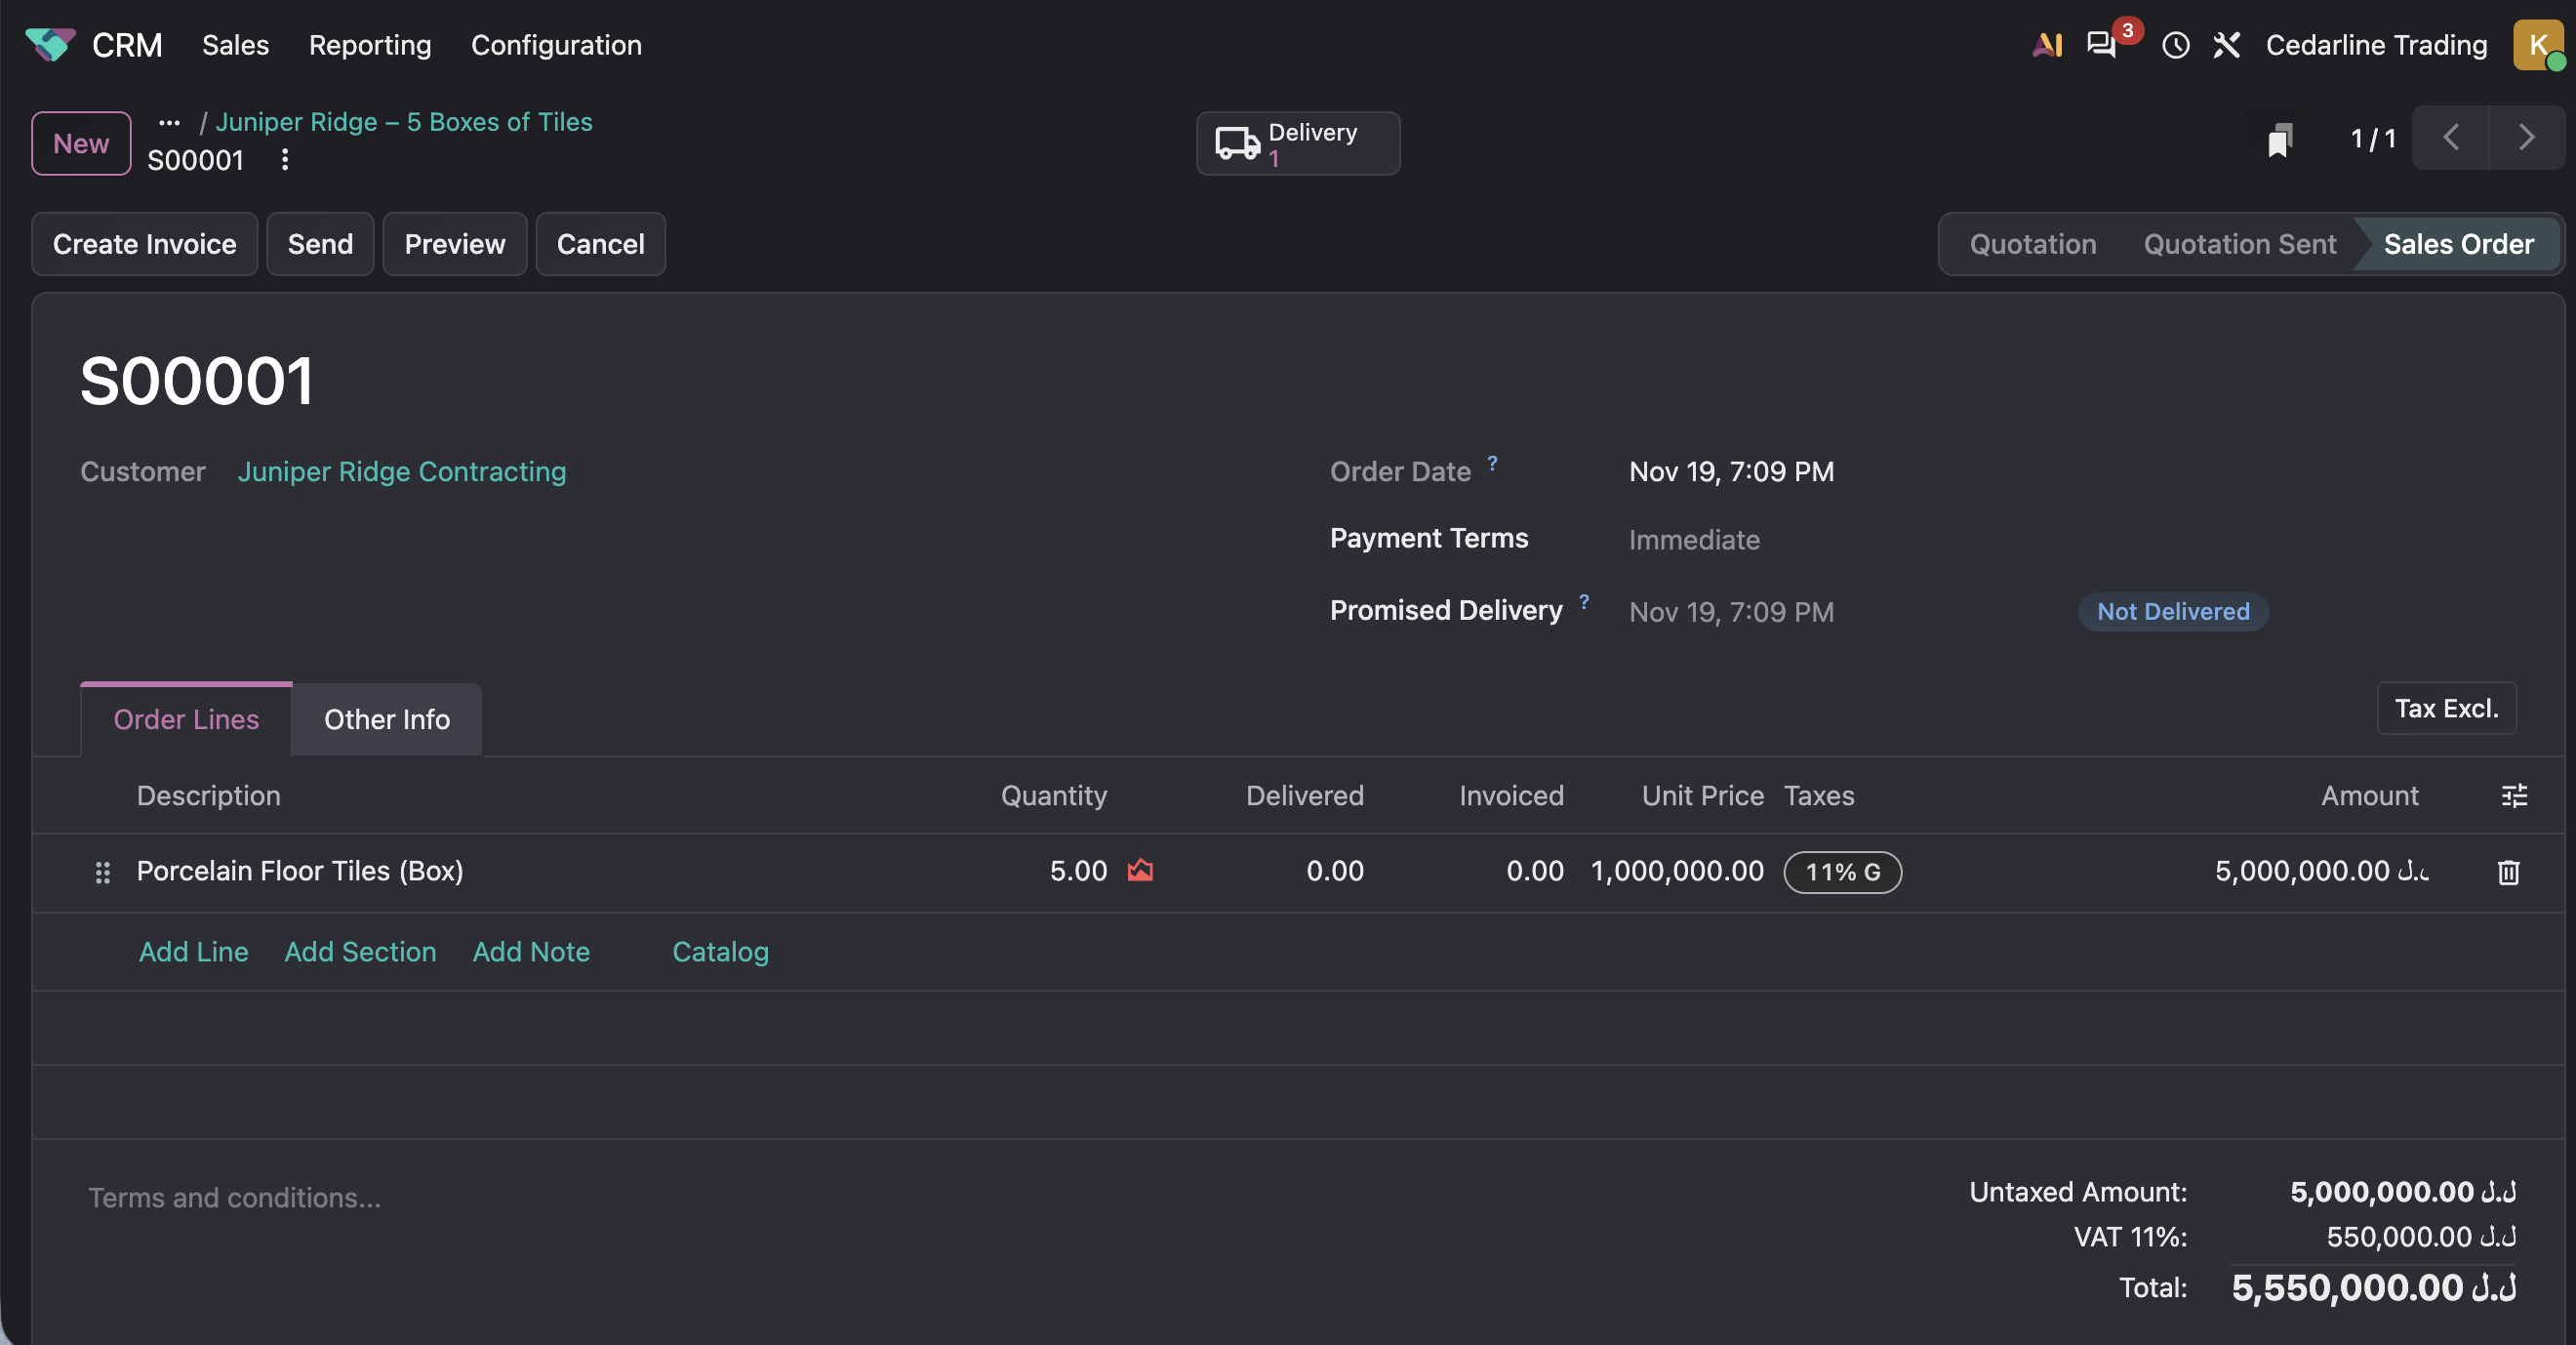 CRM Sales Reporting Configuration AI 3 Cedarline Trading K
New ... / Juniper Ridge – 5 Boxes of Tiles
S00001
Delivery
1
1 / 1
Create Invoice Send Preview Cancel Quotation Quotation Sent Sales Order
S00001
Customer Juniper Ridge Contracting
Order Date ? Nov 19, 7:09 PM
Payment Terms Immediate
Promised Delivery ? Nov 19, 7:09 PM Not Delivered
Order Lines Other Info Tax Excl.
Description Quantity Delivered Invoiced Unit Price Taxes Amount
Porcelain Floor Tiles (Box) 5.00 0.00 0.00 1,000,000.00 11% G 5,000,000.00 ل.ل
Add Line Add Section Add Note Catalog
Terms and conditions...
Untaxed Amount: 5,000,000.00 ل.ل
VAT 11%: 550,000.00 ل.ل
Total: 5,550,000.00 ل.ل